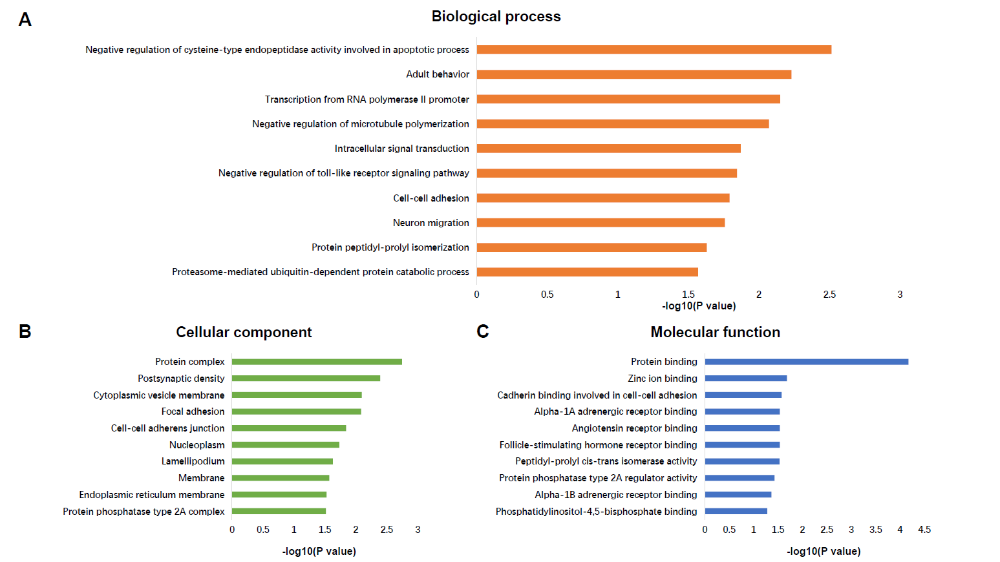 A
Biological process
Negative regulation of cysteine-type endopeptidase activity involved in apoptotic process
Adult behavior
Transcription from RNA polymerase II promoter
Negative regulation of microtubule polymerization
Intracellular signal transduction
Negative regulation of toll-like receptor signaling pathway
Cell-cell adhesion
Neuron migration
Protein peptidyl-prolyl isomerization
Proteasome-mediated ubiquitin-dependent protein catabolic process
0 0.5 1 1.5 2 2.5 3
-log10(P value)
B
Cellular component
Protein complex
Postsynaptic density
Cytoplasmic vesicle membrane
Focal adhesion
Cell-cell adherens junction
Nucleoplasm
Lamellipodium
Membrane
Endoplasmic reticulum membrane
Protein phosphatase type 2A complex
0 0.5 1 1.5 2 2.5 3
-log10(P value)
C
Molecular function
Protein binding
Zinc ion binding
Cadherin binding involved in cell-cell adhesion
Alpha-1A adrenergic receptor binding
Angiotensin receptor binding
Follicle-stimulating hormone receptor binding
Peptidyl-prolyl cis-trans isomerase activity
Protein phosphatase type 2A regulator activity
Alpha-1B adrenergic receptor binding
Phosphatidylinositol-4,5-bisphosphate binding
0 0.5 1 1.5 2 2.5 3 3.5 4 4.5
-log10(P value)